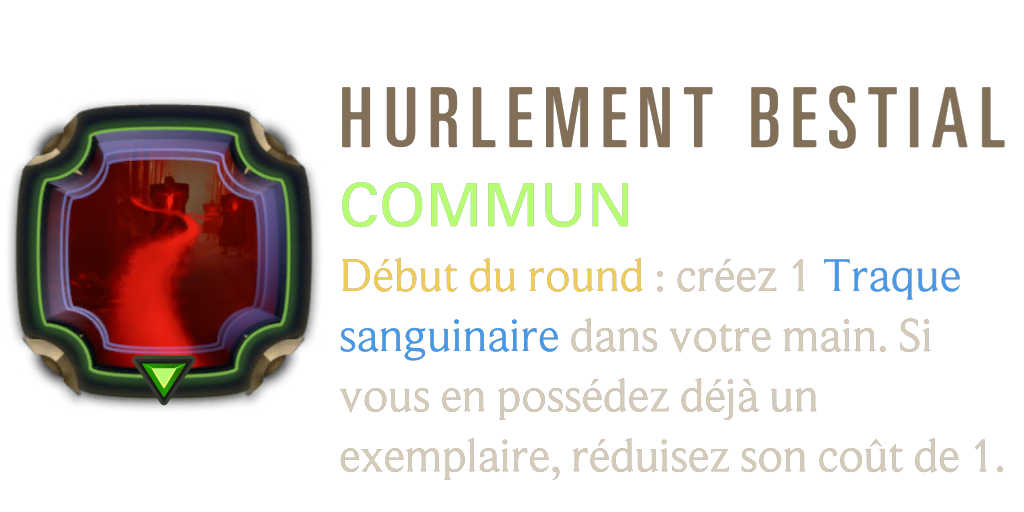 HURLEMENT BESTIAL
COMMUN
Début du round : créez 1 Traque
sanguinaire dans votre main. Si
vous en possédez déjà un
exemplaire, réduisez son coût de 1.